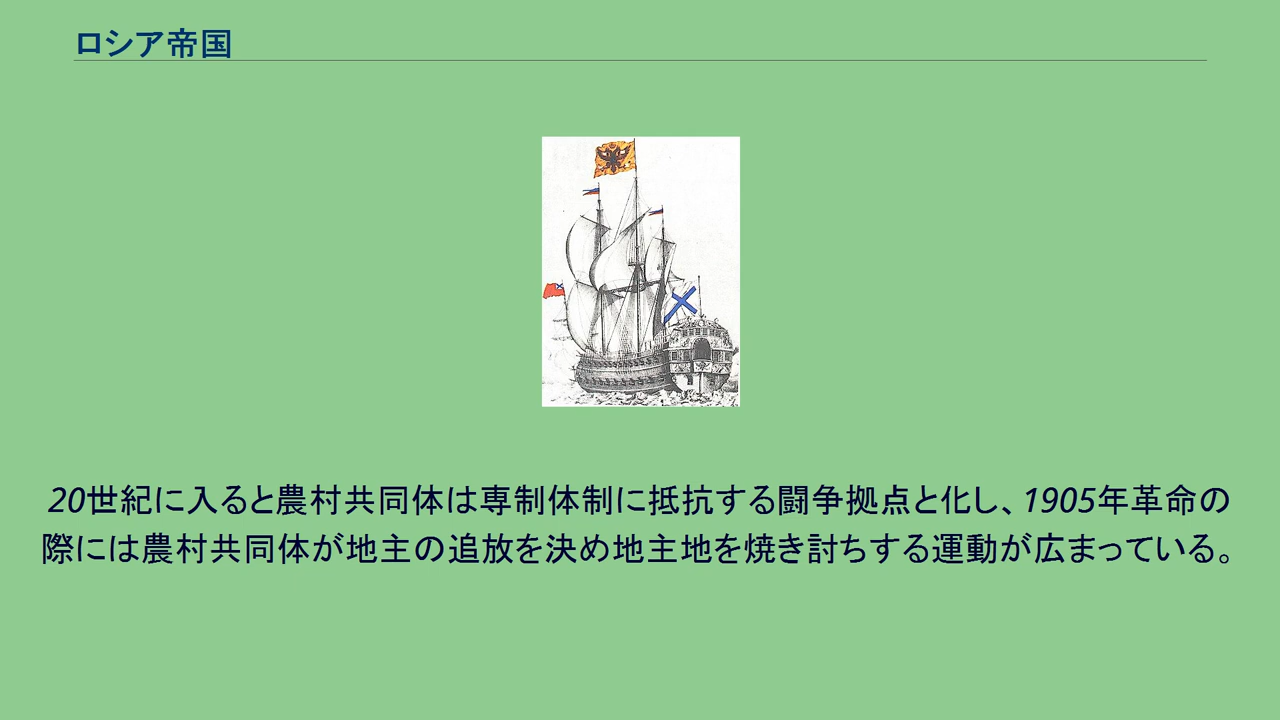 ロシア帝国
20世紀に入ると農村共同体は専制体制に抵抗する闘争拠点と化し、1905年革命の
際には農村共同体が地主の追放を決め地主地を焼き討ちする運動が広まっている。